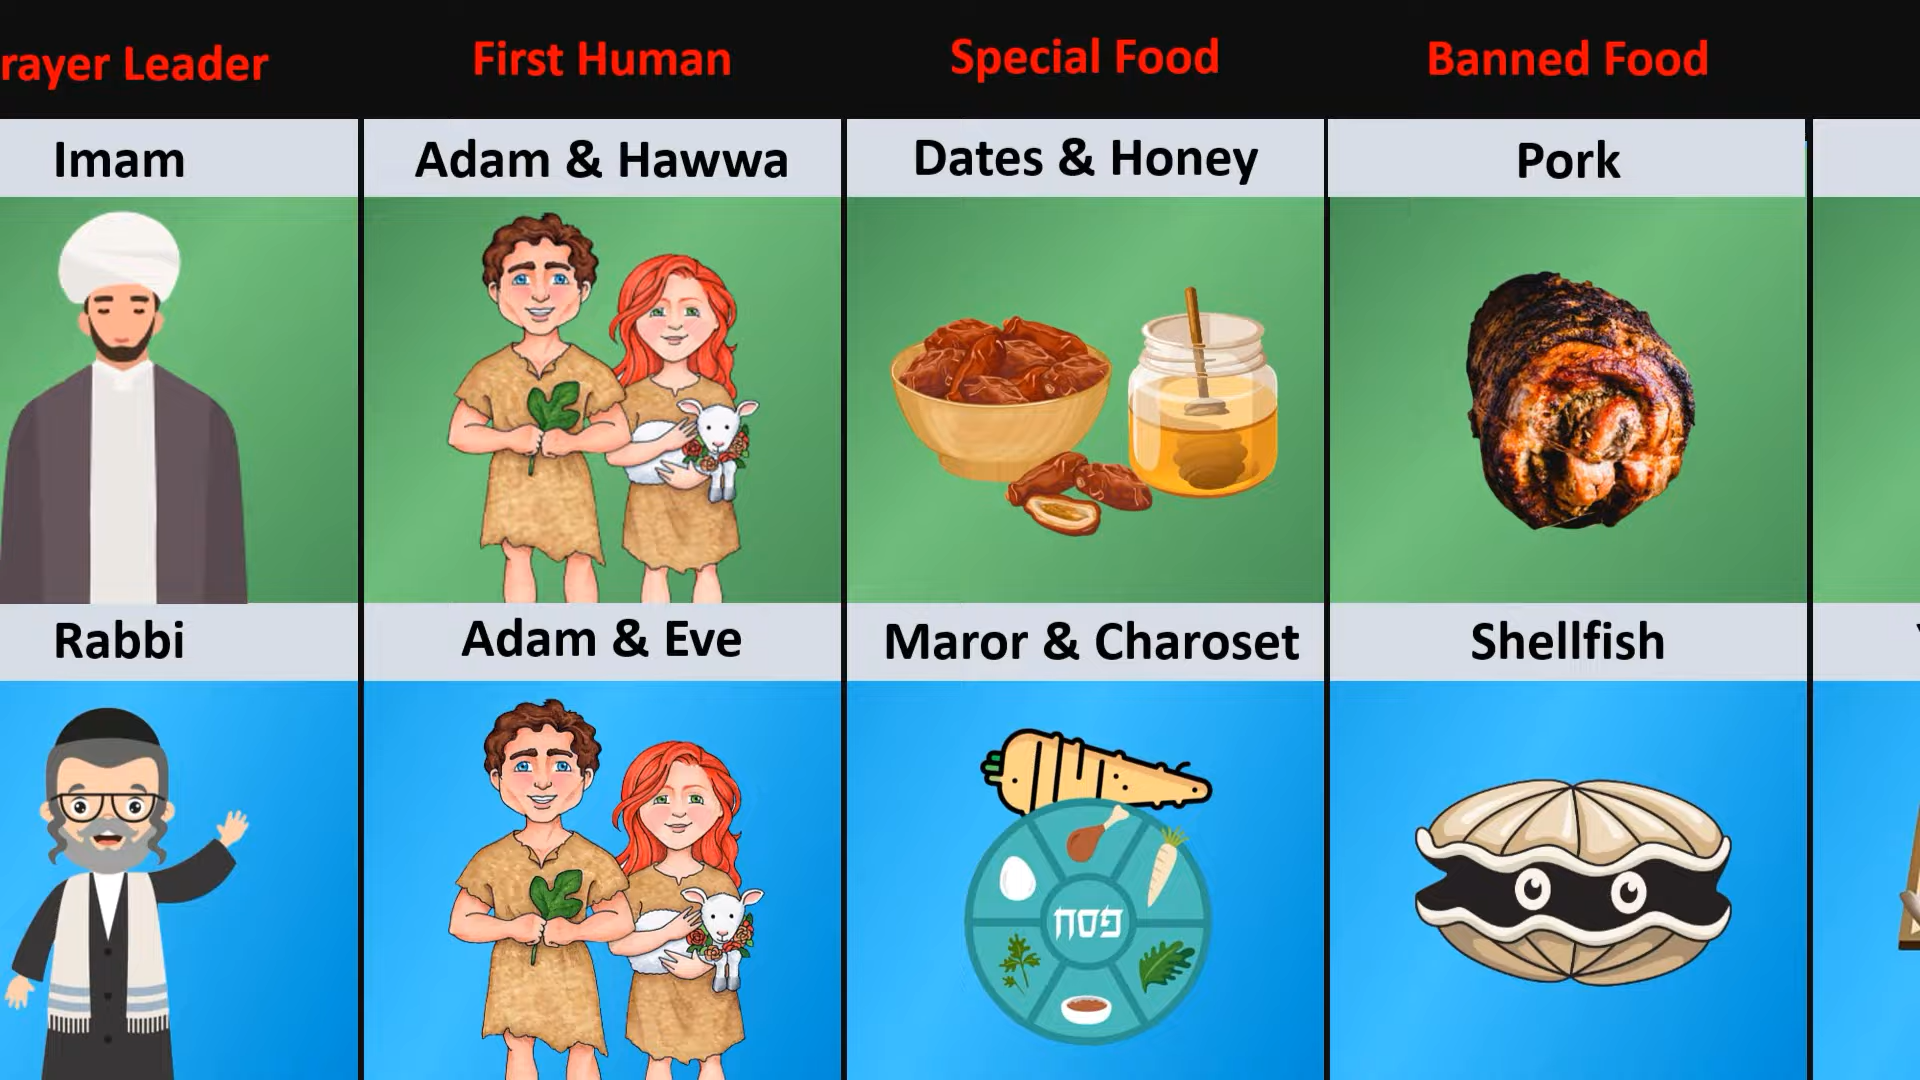 rayer Leader
First Human
Special Food
Banned Food
Imam
Adam & Hawwa
Dates & Honey
Pork
Rabbi
Adam & Eve
Maror & Charoset
Shellfish
פסח